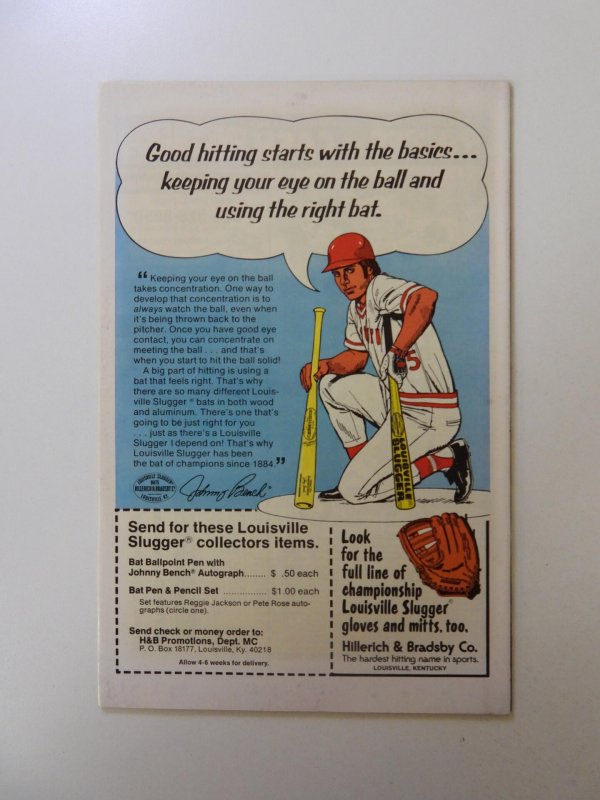 Good hitting starts with the basics...
keeping your eye on the ball and
using the right bat.
“Keeping your eye on the ball
takes concentration. One way to
develop that concentration is to
always watch the ball, even when
it's being thrown back to the
pitcher. Once you have good eye
contact, you can concentrate on
meeting the ball . . . and that's
when you start to hit the ball solid!
A big part of hitting is using a
bat that feels right. That's why
there are so many different Louis-
ville Slugger® bats in both wood
and aluminum. There's one that's
going to be just right for you
. . . just as there's a Louisville
Slugger I depend on! That's why
Louisville Slugger has been
the bat of champions since 1884.”
LOUISVILLE SLUGGER
BATS
HILLERICH & BRADSBY Co
LOUISVILLE, KY.
Johnny Bench
5
LOUISVILLE
SLUGGER
Send for these Louisville
Slugger® collectors items.
Bat Ballpoint Pen with
Johnny Bench® Autograph....... $ .50 each
Bat Pen & Pencil Set ................ $1.00 each
Set features Reggie Jackson or Pete Rose auto-
graphs (circle one).
Send check or money order to:
H&B Promotions, Dept. MC
P. O. Box 18177, Louisville, Ky. 40218
Allow 4-6 weeks for delivery.
Look
for the
full line of
championship
Louisville Slugger®
gloves and mitts, too.
Hillerich & Bradsby Co.
The hardest hitting name in sports.
LOUISVILLE, KENTUCKY